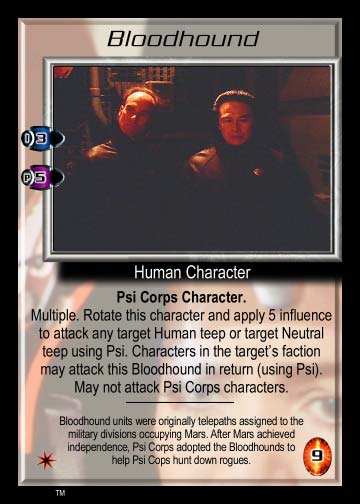 Bloodhound
I 3
P 5
Human Character
Psi Corps Character.
Multiple. Rotate this character and apply 5 influence
to attack any target Human teep or target Neutral
teep using Psi. Characters in the target's faction
may attack this Bloodhound in return (using Psi).
May not attack Psi Corps characters.
Bloodhound units were originally telepaths assigned to the
military divisions occupying Mars. After Mars achieved
independence, Psi Corps adopted the Bloodhounds to
help Psi Cops hunt down rogues.
9
TM